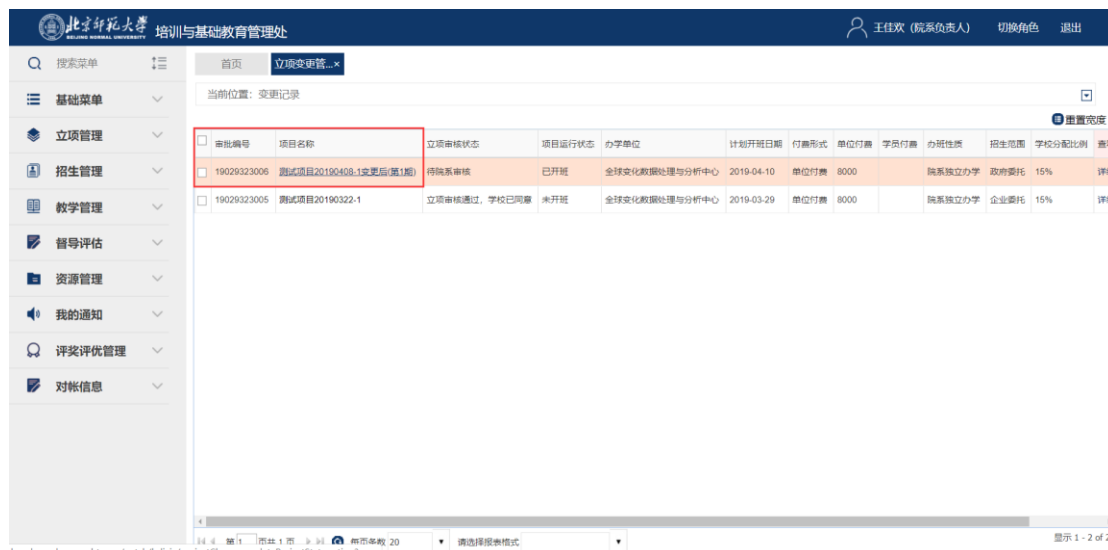 北京师范大学 培训与基础教育管理处 王佳欢（院系负责人） 切换角色 退出
BEIJING NORMAL UNIVERSITY
搜索菜单
首页 立项变更管...×
基础菜单
当前位置：变更记录
重置宽度
立项管理
审批编号 项目名称 立项审核状态 项目运行状态 办学单位 计划开班日期 付费形式 单位付费 学员付费 办班性质 招生范围 学校分配比例
招生管理
19029323006 测试项目20190408-1变更后(第1期) 待院系审核 已开班 全球变化数据处理与分析中心 2019-04-10 单位付费 8000 院系独立办学 政府委托 15%
教学管理
19029323005 测试项目20190322-1 立项审核通过，学校已同意 未开班 全球变化数据处理与分析中心 2019-03-29 单位付费 8000 院系独立办学 企业委托 15%
督导评估
资源管理
我的通知
评奖评优管理
对帐信息
第 1 页共 1 页 每页条数 20 请选择报表格式 显示 1 - 2 of 2